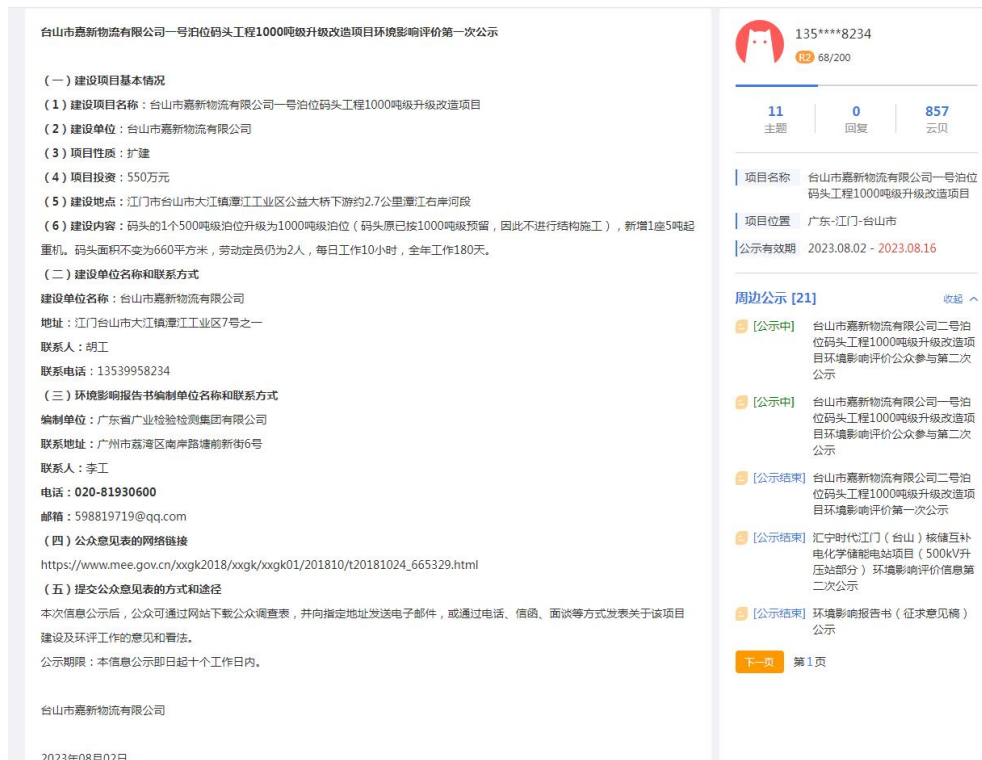 台山市嘉新物流有限公司一号泊位码头工程1000吨级升级改造项目环境影响评价第一次公示
（一）建设项目基本情况
（1）建设项目名称：台山市嘉新物流有限公司一号泊位码头工程1000吨级升级改造项目
（2）建设单位：台山市嘉新物流有限公司
（3）项目性质：扩建
（4）项目投资：550万元
（5）建设地点：江门市台山市大江镇潭江工业区公益大桥下游约2.7公里潭江右岸河段
（6）建设内容：码头的1个500吨级泊位升级为1000吨级泊位（码头原已按1000吨级预留，因此不进行结构施工），新增1座5吨起
重机。码头面积不变为660平方米，劳动定员仍为2人，每日工作10小时，全年工作180天。
（二）建设单位名称和联系方式
建设单位名称：台山市嘉新物流有限公司
地址：江门台山市大江镇潭江工业区7号之一
联系人：胡工
联系电话：13539958234
（三）环境影响报告书编制单位名称和联系方式
编制单位：广东省广业检验检测集团有限公司
联系地址：广州市荔湾区南岸路塘前新街6号
联系人：李工
电话：020-81930600
邮箱：598819719@qq.com
（四）公众意见表的网络链接
https://www.mee.gov.cn/xxgk2018/xxgk/xxgk01/201810/t20181024_665329.html
（五）提交公众意见表的方式和途径
本次信息公示后，公众可通过网站下载公众调查表，并向指定地址发送电子邮件，或通过电话、信函、面谈等方式发表关于该项目
建设及环评工作的意见和看法。
公示期限：本信息公示即日起十个工作日内。
台山市嘉新物流有限公司
2023年08月02日
135****8234
R2 68/200
11 0 857
主题 回复 云贝
项目名称 台山市嘉新物流有限公司一号泊位
码头工程1000吨级升级改造项目
项目位置 广东-江门-台山市
公示有效期 2023.08.02 - 2023.08.16
周边公示 [21] 收起
[公示中] 台山市嘉新物流有限公司二号泊
位码头工程1000吨级升级改造项
目环境影响评价公众参与第二次
公示
[公示中] 台山市嘉新物流有限公司一号泊
位码头工程1000吨级升级改造项
目环境影响评价公众参与第二次
公示
[公示结束] 台山市嘉新物流有限公司二号泊
位码头工程1000吨级升级改造项
目环境影响评价第一次公示
[公示结束] 汇宁时代江门（台山）核储互补
电化学储能电站项目（500kV升
压站部分） 环境影响评价信息第
二次公示
[公示结束] 环境影响报告书（征求意见稿）
公示
下一页 第1页